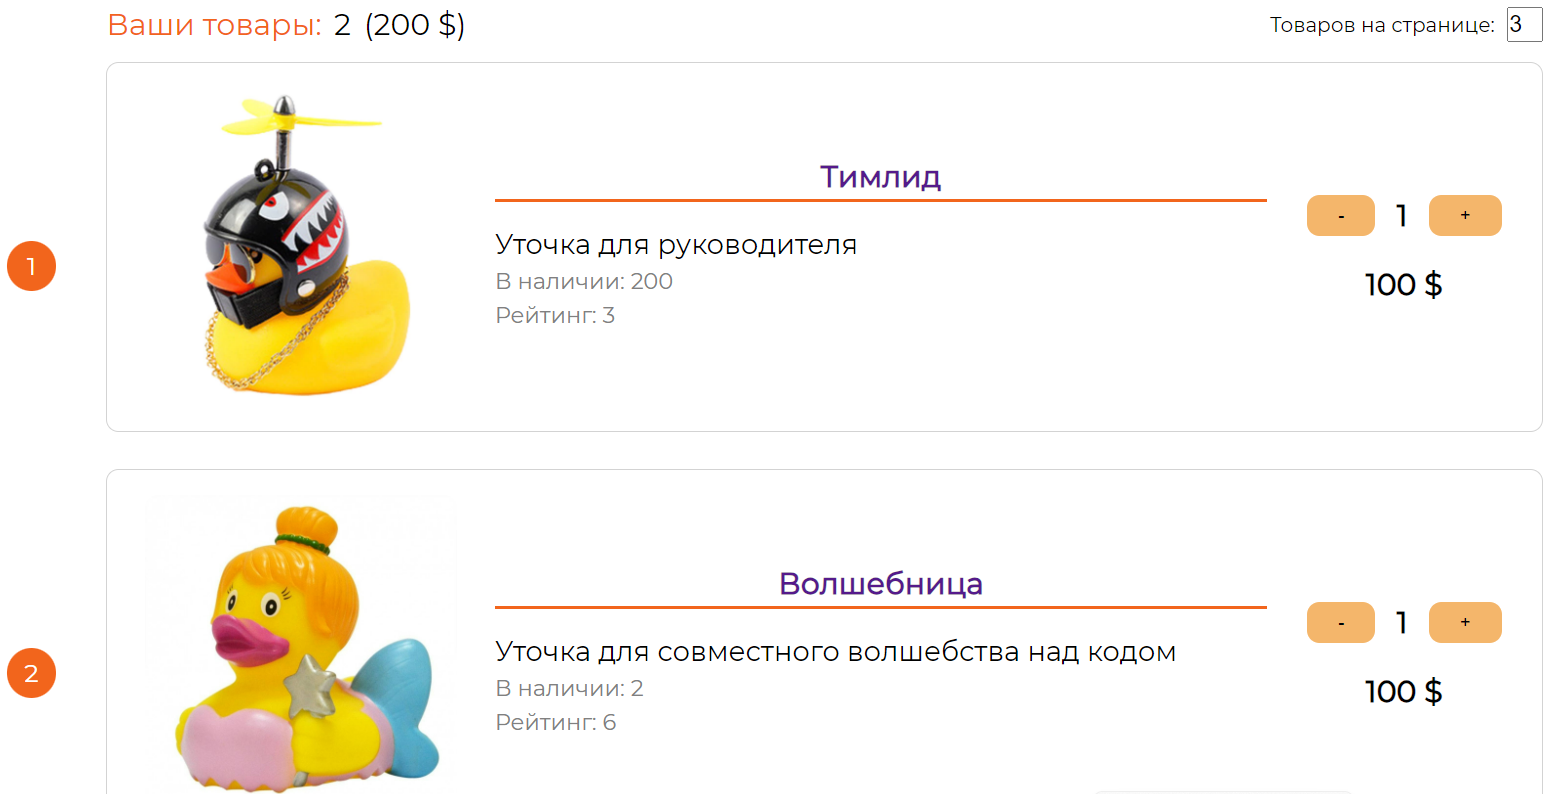 Ваши товары: 2 (200 $)
Товаров на странице: 3
1
Тимлид
Уточка для руководителя
В наличии: 200
Рейтинг: 3
- 1 +
100 $
2
Волшебница
Уточка для совместного волшебства над кодом
В наличии: 2
Рейтинг: 6
- 1 +
100 $